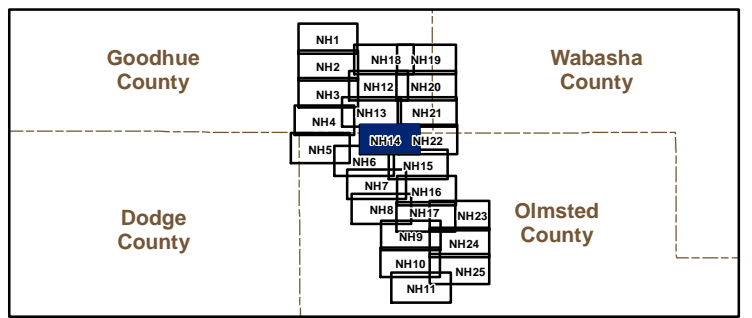 Goodhue
County
Wabasha
County
Dodge
County
Olmsted
County
NH1
NH2
NH3
NH4
NH5
NH18
NH19
NH12
NH20
NH13
NH21
NH14
NH22
NH6
NH15
NH7
NH16
NH8
NH17
NH23
NH9
NH24
NH10
NH25
NH11